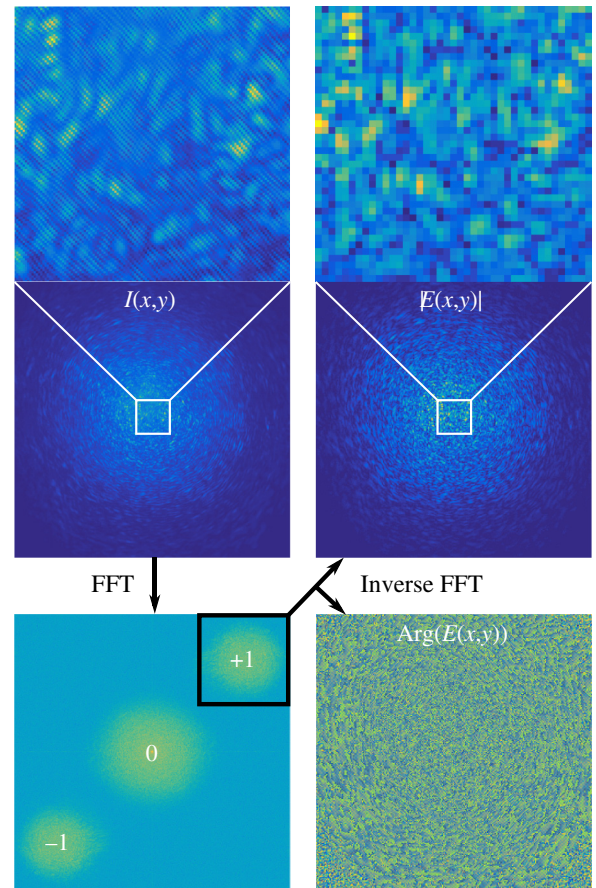 I(x,y)
|E(x,y)|
FFT
Inverse FFT
+1
0
–1
Arg(E(x,y))